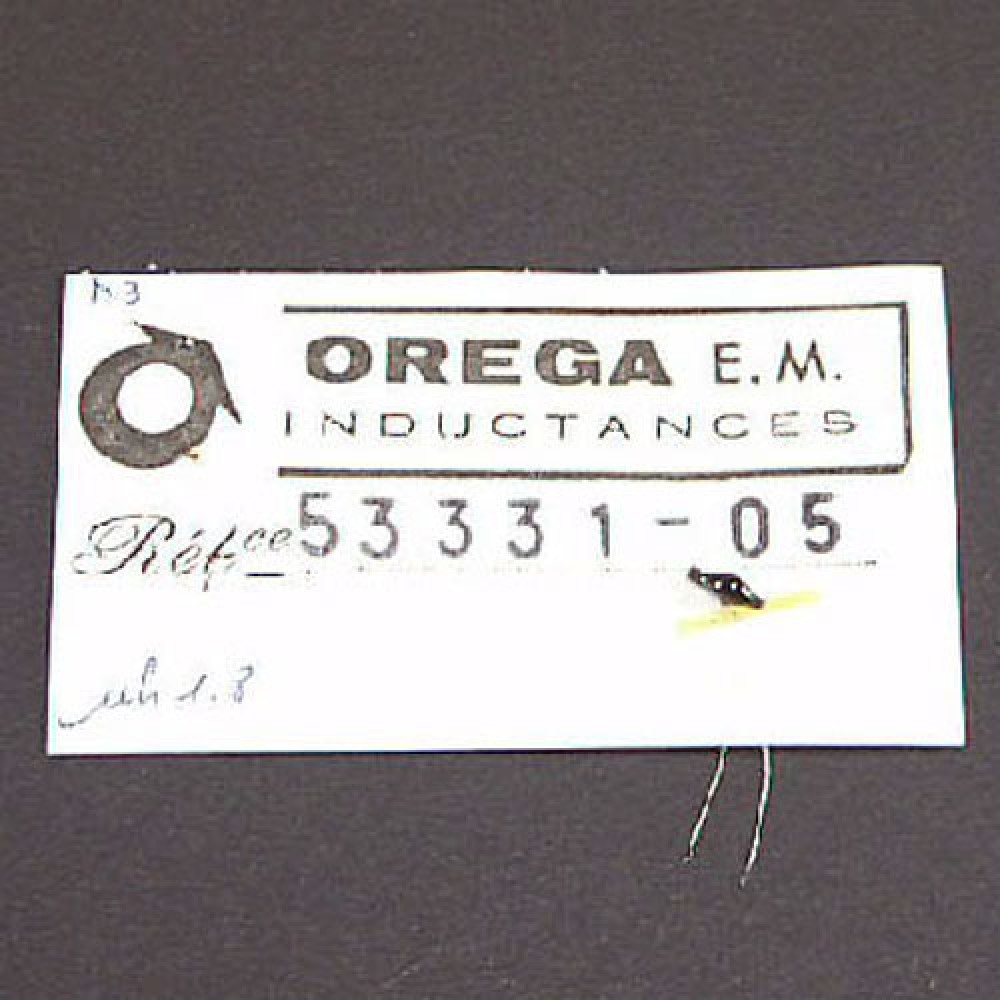 N3
OREGA E.M.
INDUCTANCES
Réfce 53331-05
µh 1.8